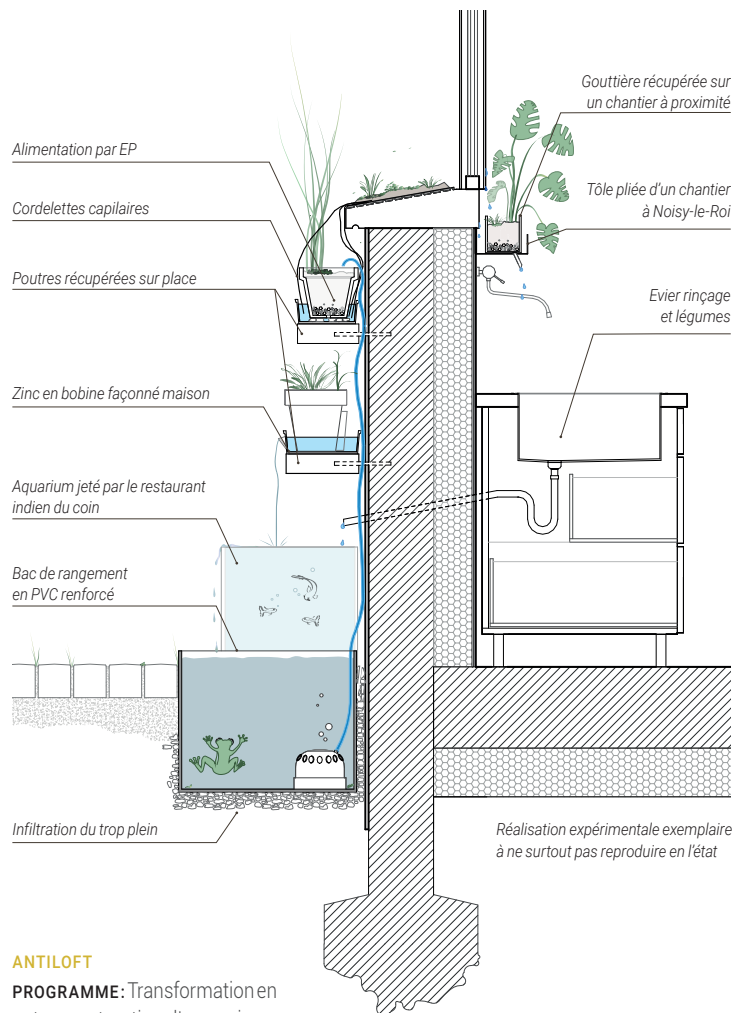 Gouttière récupérée sur
un chantier à proximité
Alimentation par EP
Tôle pliée d'un chantier
à Noisy-le-Roi
Cordelettes capilaires
Poutres récupérées sur place
Evier rinçage
et légumes
Zinc en bobine façonné maison
Aquarium jeté par le restaurant
indien du coin
Bac de rangement
en PVC renforcé
Infiltration du trop plein
Réalisation expérimentale exemplaire
à ne surtout pas reproduire en l'état
ANTILOFT
PROGRAMME: Transformation en